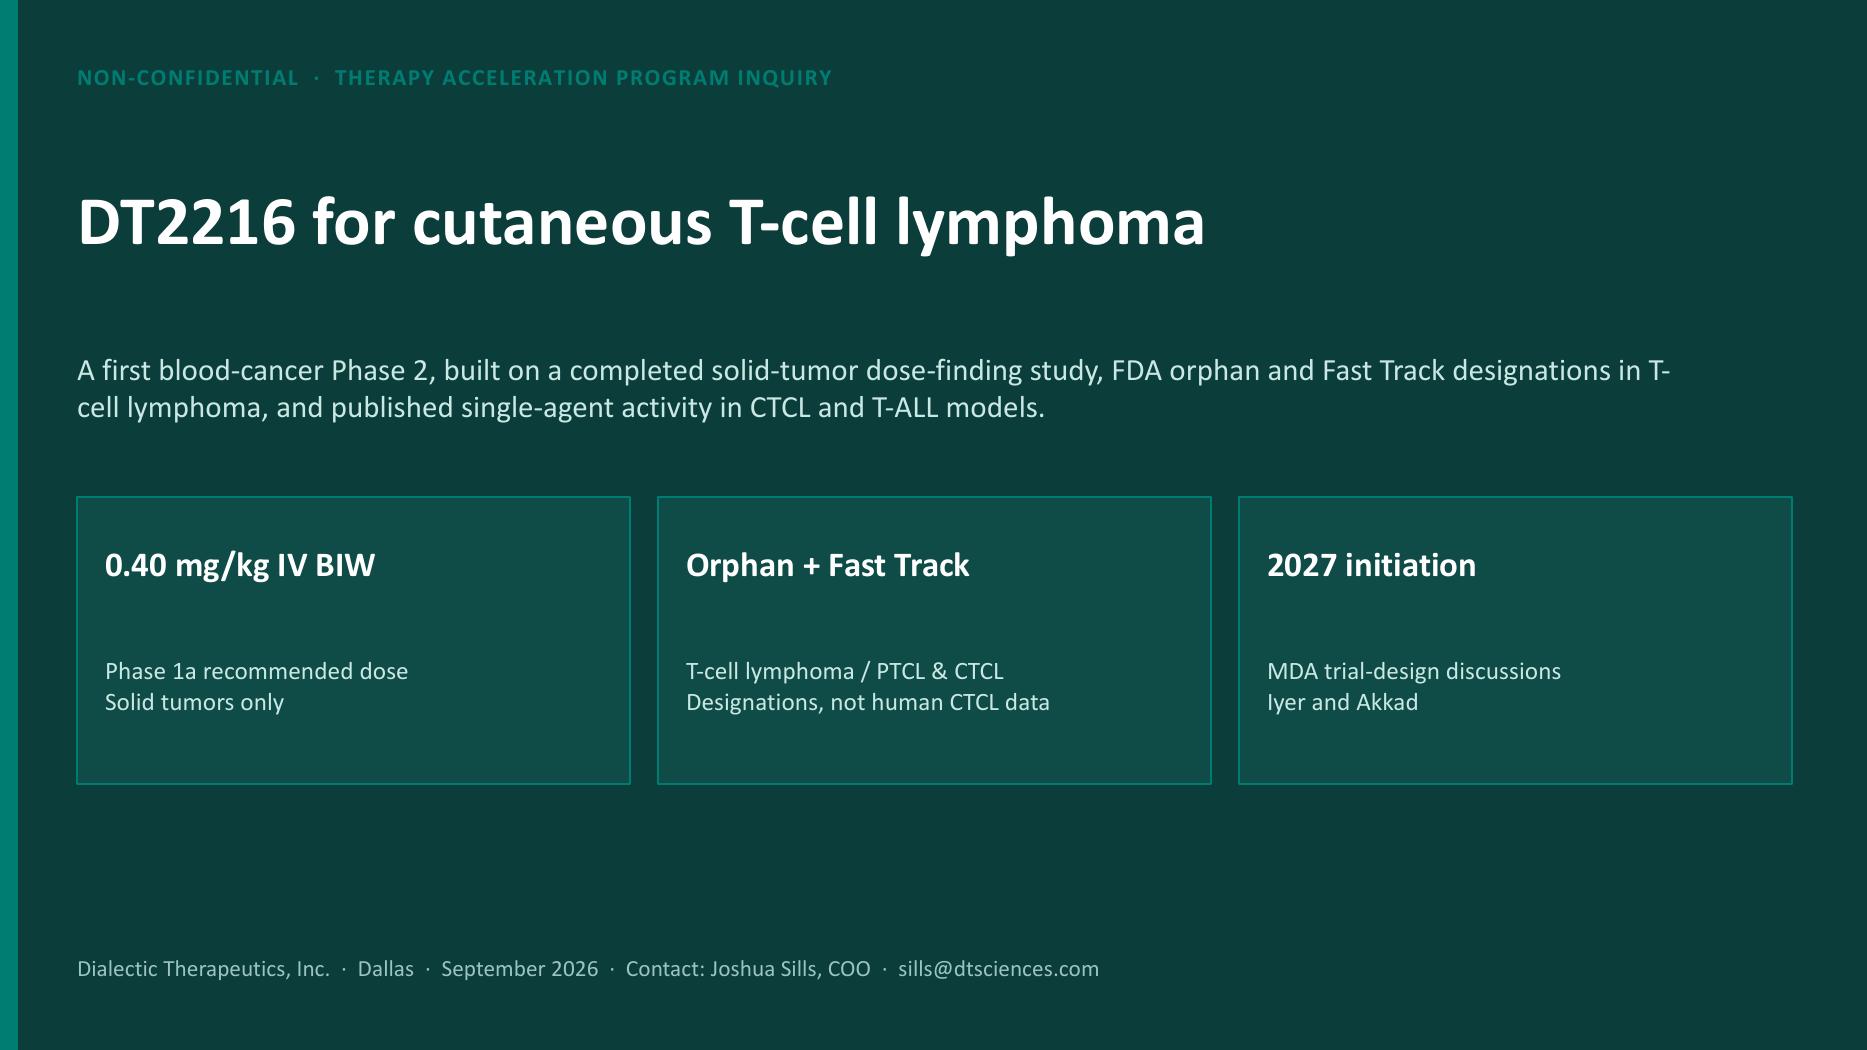 NON-CONFIDENTIAL · THERAPY ACCELERATION PROGRAM INQUIRY
DT2216 for cutaneous T-cell lymphoma
A first blood-cancer Phase 2, built on a completed solid-tumor dose-finding study, FDA orphan and Fast Track designations in T-
cell lymphoma, and published single-agent activity in CTCL and T-ALL models.
0.40 mg/kg IV BIW
Phase 1a recommended dose
Solid tumors only
Orphan + Fast Track
T-cell lymphoma / PTCL & CTCL
Designations, not human CTCL data
2027 initiation
MDA trial-design discussions
Iyer and Akkad
Dialectic Therapeutics, Inc. · Dallas · September 2026 · Contact: Joshua Sills, COO · sills@dtsciences.com